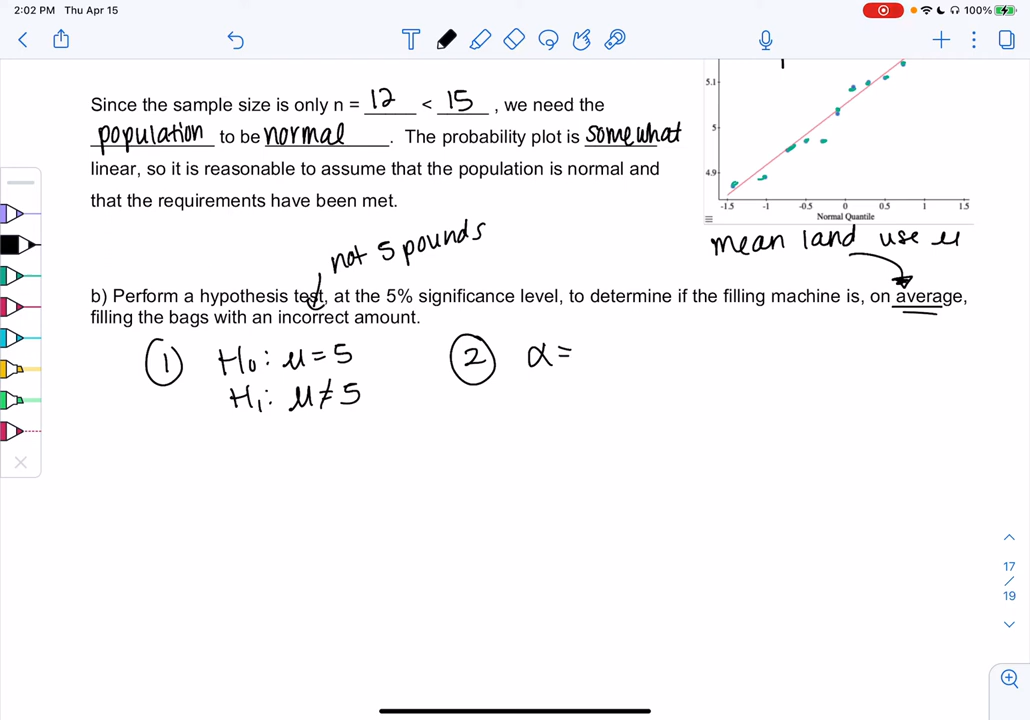 2:02 PM Thu Apr 15
100%
T
5.1
5
4.9
-1.5 -1 -0.5 0 0.5 1 1.5
Normal Quantile
Since the sample size is only n = 12 < 15 , we need the
population to be normal . The probability plot is somewhat
linear, so it is reasonable to assume that the population is normal and
that the requirements have been met.
mean land use μ
not 5 pounds
b) Perform a hypothesis test, at the 5% significance level, to determine if the filling machine is, on average,
filling the bags with an incorrect amount.
1 H0: μ = 5
H1: μ ≠ 5
2 α =
17
/
19